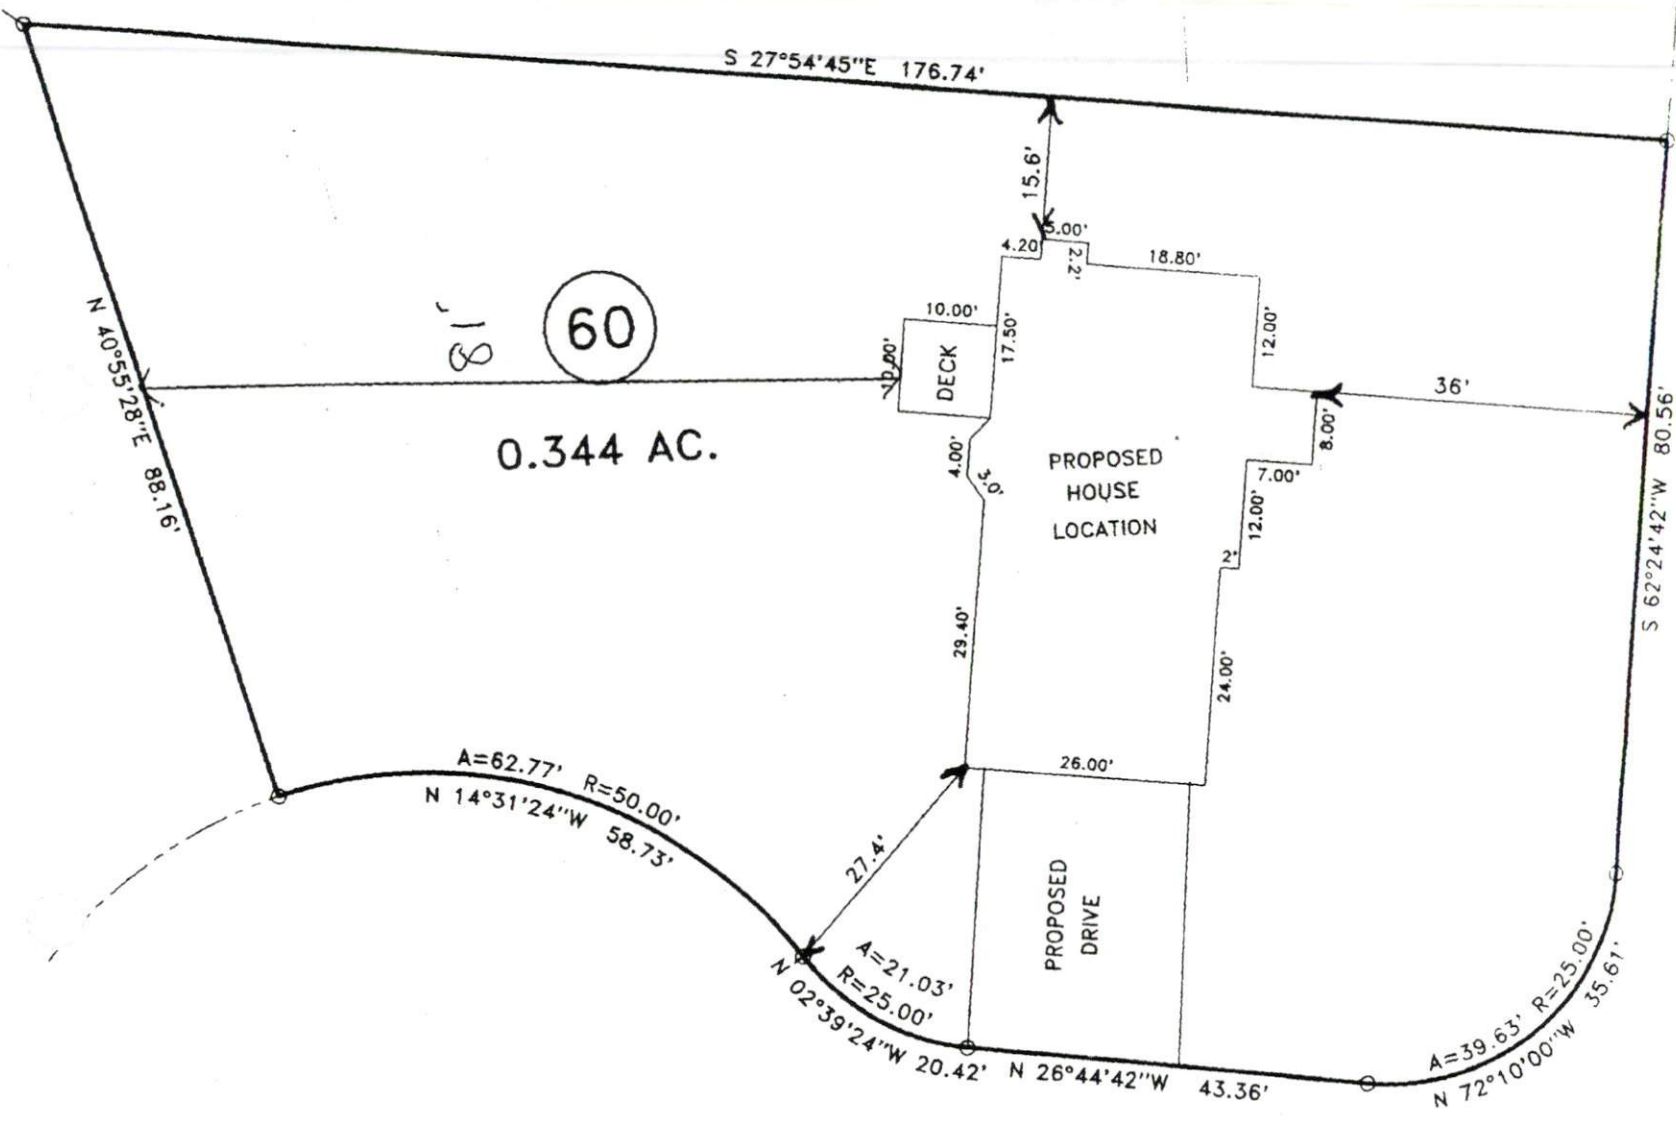 S 27°54'45"E 176.74'
15.6'
5.00'
4.20'
2.2'
18.80'
N 40°55'28"E 88.16'
81'
60
10.00'
10.00'
DECK
17.50'
12.00'
36'
S 62°24'42"W 80.56'
0.344 AC.
4.00'
3.0'
PROPOSED
HOUSE
LOCATION
8.00'
7.00'
12.00'
2'
29.40'
24.00'
26.00'
A=62.77' R=50.00'
N 14°31'24"W 58.73'
27.4'
PROPOSED
DRIVE
A=21.03'
R=25.00'
N 02°39'24"W 20.42'
N 26°44'42"W 43.36'
A=39.63' R=25.00'
N 72°10'00"W 35.61'